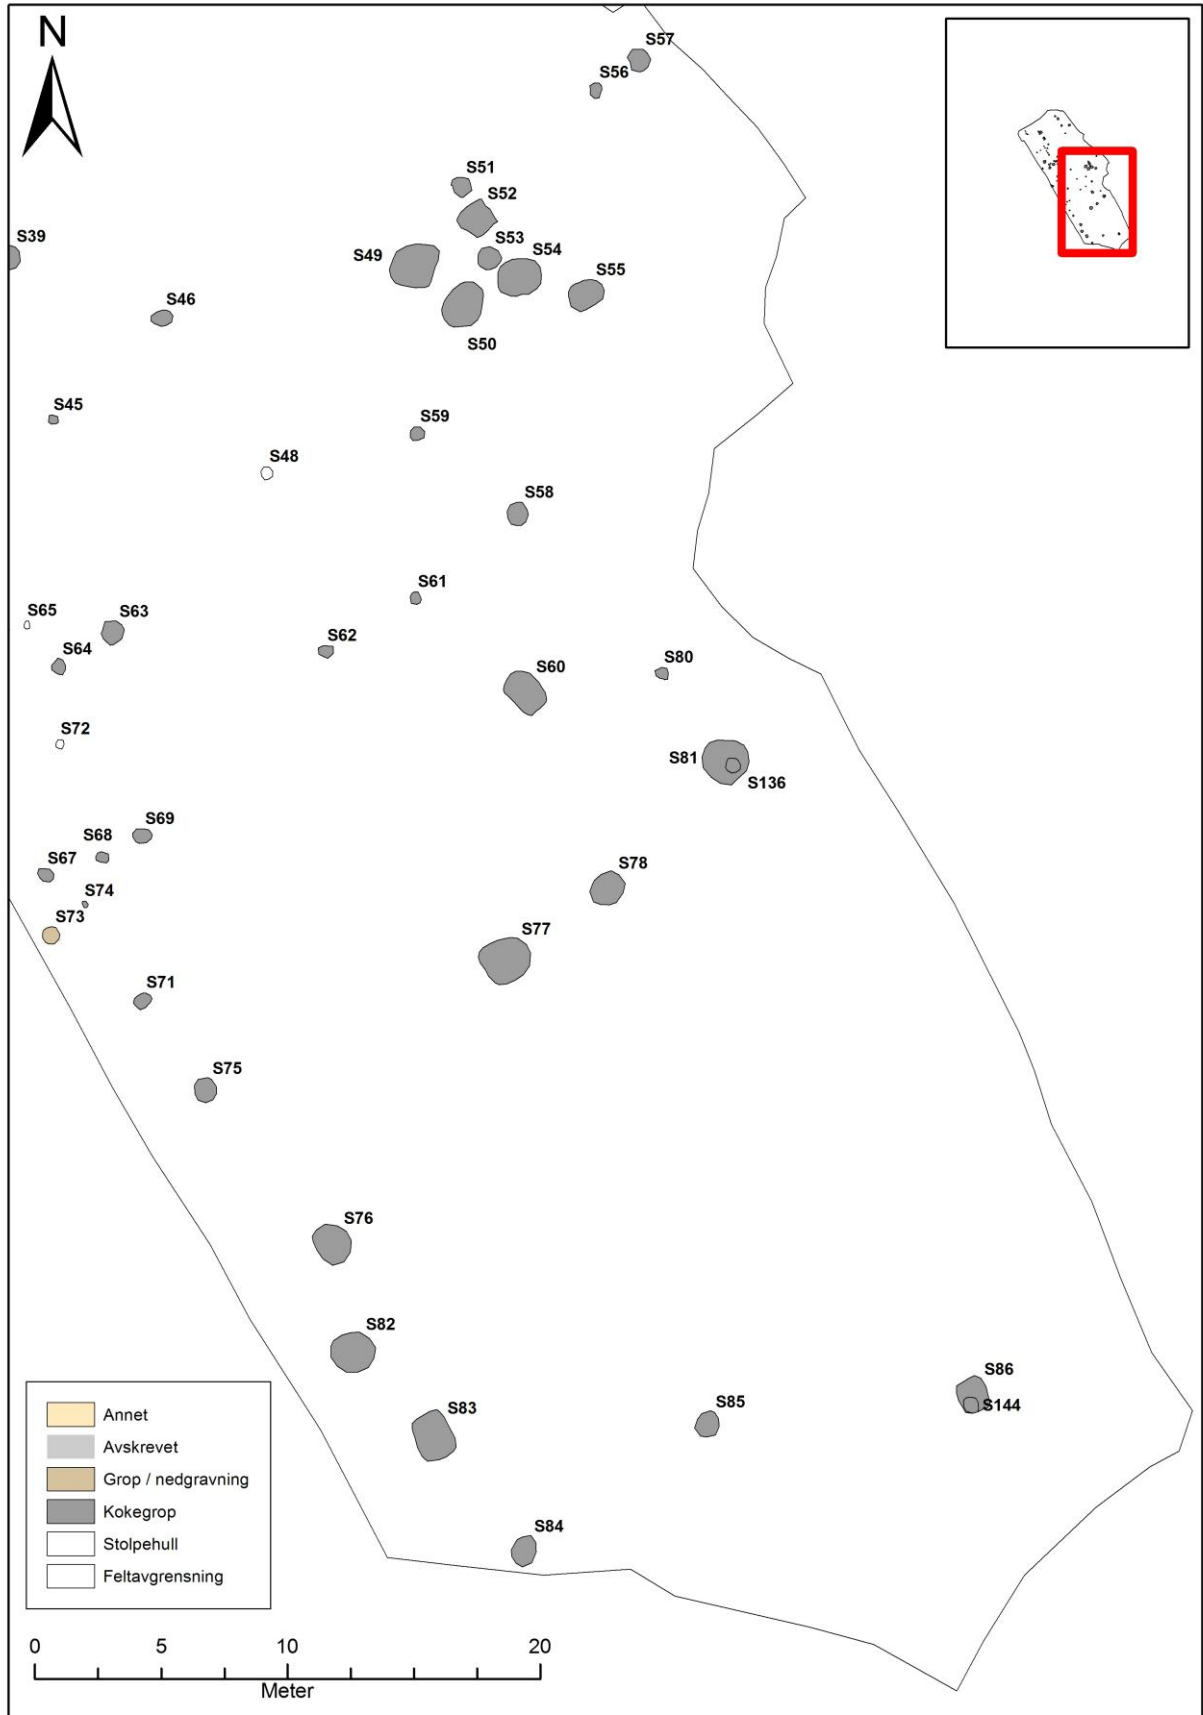 N
S57
S56
S51
S52
S39
S49
S53
S54
S55
S46
S50
S45
S59
S48
S58
S61
S65
S63
S62
S64
S60
S80
S72
S81
S136
S69
S68
S67
S78
S74
S73
S77
S71
S75
S76
S82
S86
S83
S85
S144
S84
Annet
Avskrevet
Grop / nedgravning
Kokegrop
Stolpehull
Feltavgrensning
0 5 10 20
Meter